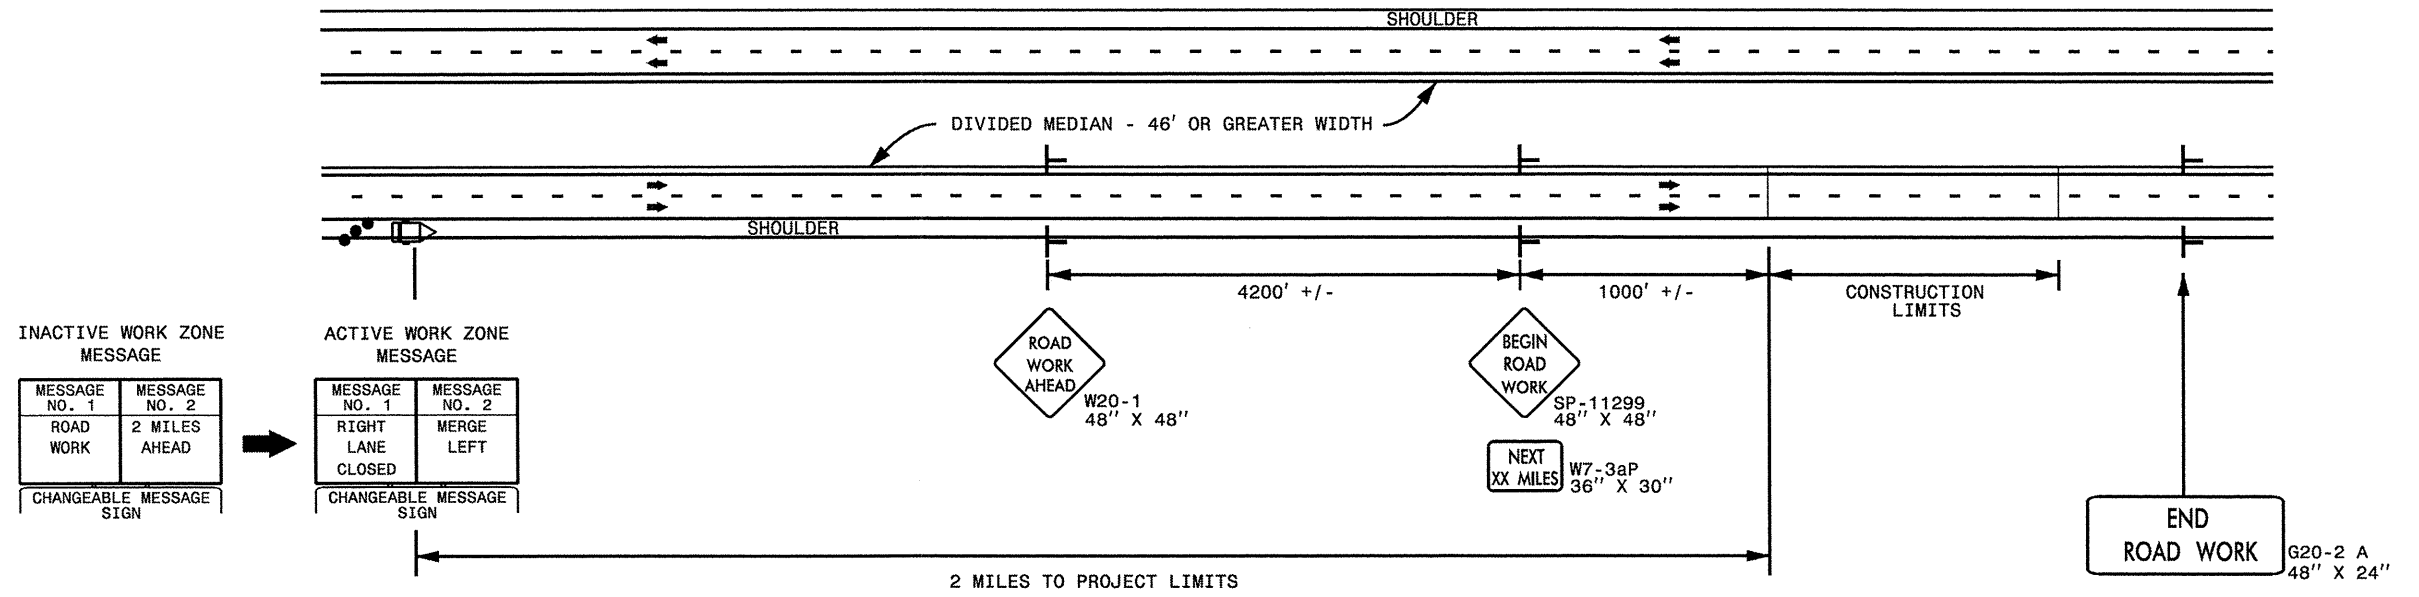 SHOULDER
DIVIDED MEDIAN - 46' OR GREATER WIDTH
SHOULDER
4200' +/-
1000' +/-
CONSTRUCTION
LIMITS
INACTIVE WORK ZONE
MESSAGE
MESSAGE
NO. 1
MESSAGE
NO. 2
ROAD
WORK
2 MILES
AHEAD
CHANGEABLE MESSAGE
SIGN
ACTIVE WORK ZONE
MESSAGE
MESSAGE
NO. 1
MESSAGE
NO. 2
RIGHT
LANE
CLOSED
MERGE
LEFT
CHANGEABLE MESSAGE
SIGN
ROAD
WORK
AHEAD
W20-1
48" X 48"
BEGIN
ROAD
WORK
SP-11299
48" X 48"
NEXT
XX MILES
W7-3aP
36" X 30"
END
ROAD WORK
G20-2 A
48" X 24"
2 MILES TO PROJECT LIMITS